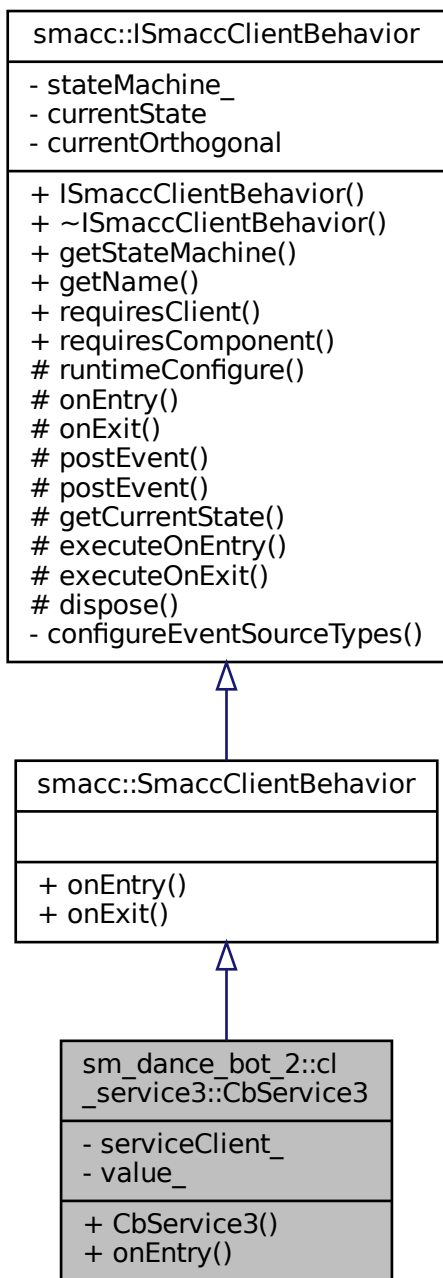 smacc::ISmaccClientBehavior
- stateMachine_
- currentState
- currentOrthogonal
+ ISmaccClientBehavior()
+ ~ISmaccClientBehavior()
+ getStateMachine()
+ getName()
+ requiresClient()
+ requiresComponent()
# runtimeConfigure()
# onEntry()
# onExit()
# postEvent()
# postEvent()
# getCurrentState()
# executeOnEntry()
# executeOnExit()
# dispose()
- configureEventSourceTypes()
smacc::SmaccClientBehavior
+ onEntry()
+ onExit()
sm_dance_bot_2::cl
_service3::CbService3
- serviceClient_
- value_
+ CbService3()
+ onEntry()